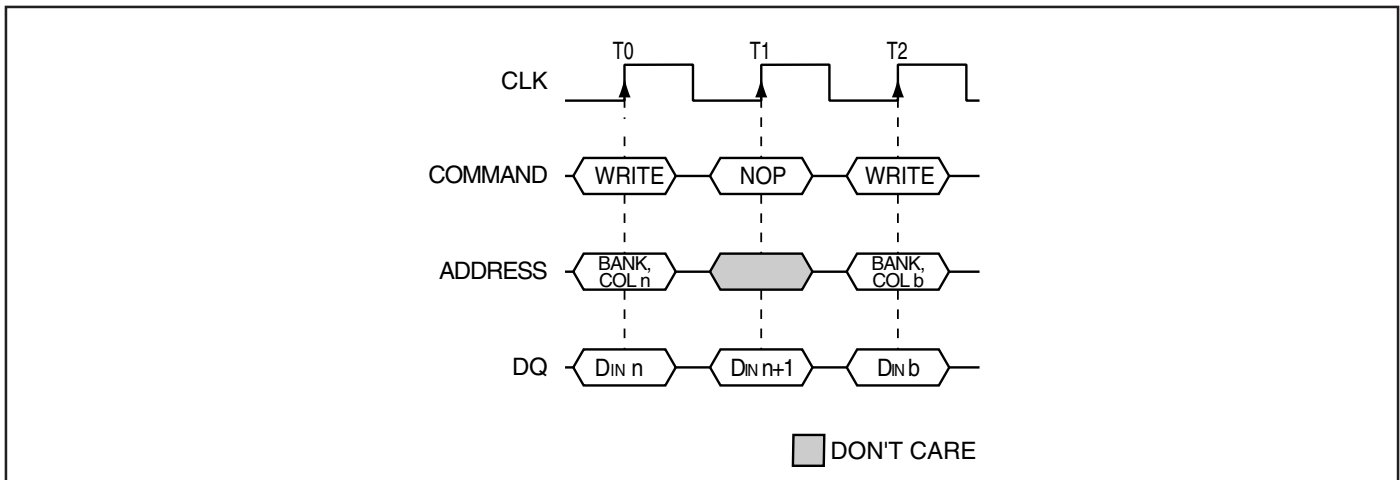 T0 T1 T2
CLK
COMMAND WRITE NOP WRITE
ADDRESS BANK, COL n BANK, COL b
DQ DIN n DIN n+1 DIN b
DON'T CARE